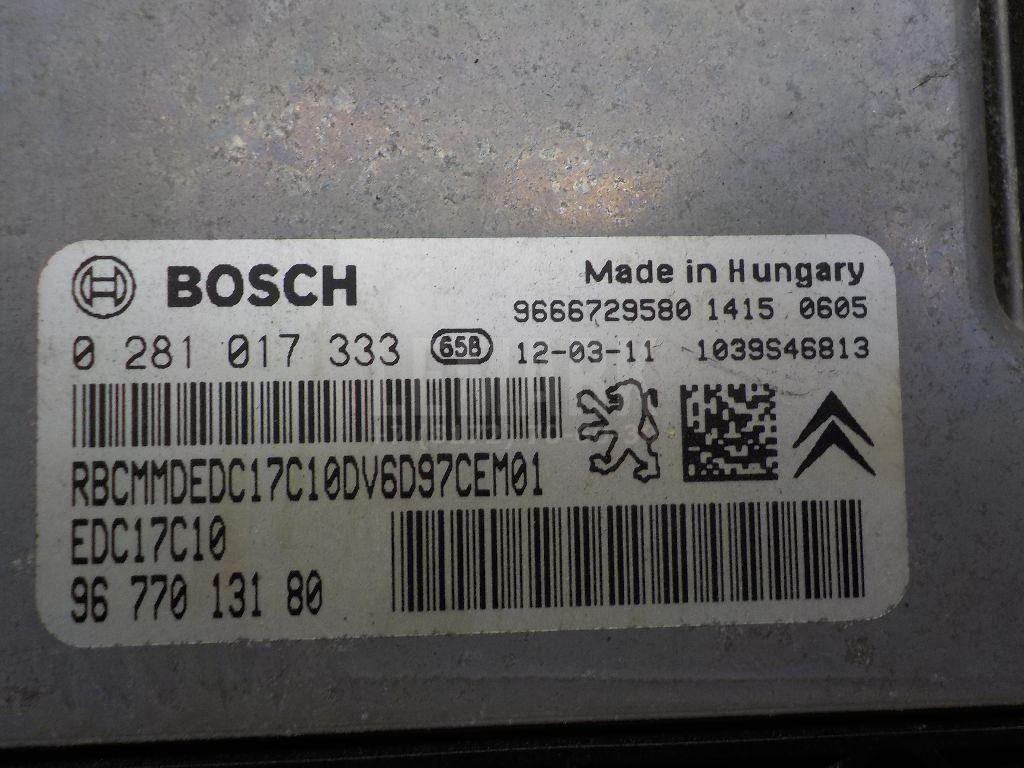 BOSCH
Made in Hungary
9666729580 1415 0605
0 281 017 333 65B 12-03-11 1039S46813
RBCMMDEDC17C10DV6D97CEM01
EDC17C10
96 770 131 80